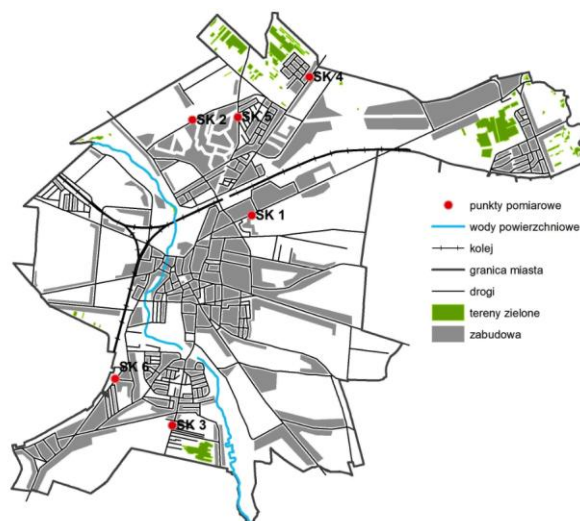 SK 4
SK 2
SK 5
SK 1
SK 6
SK 3
punkty pomiarowe
wody powierzchniowe
kolej
granica miasta
drogi
tereny zielone
zabudowa